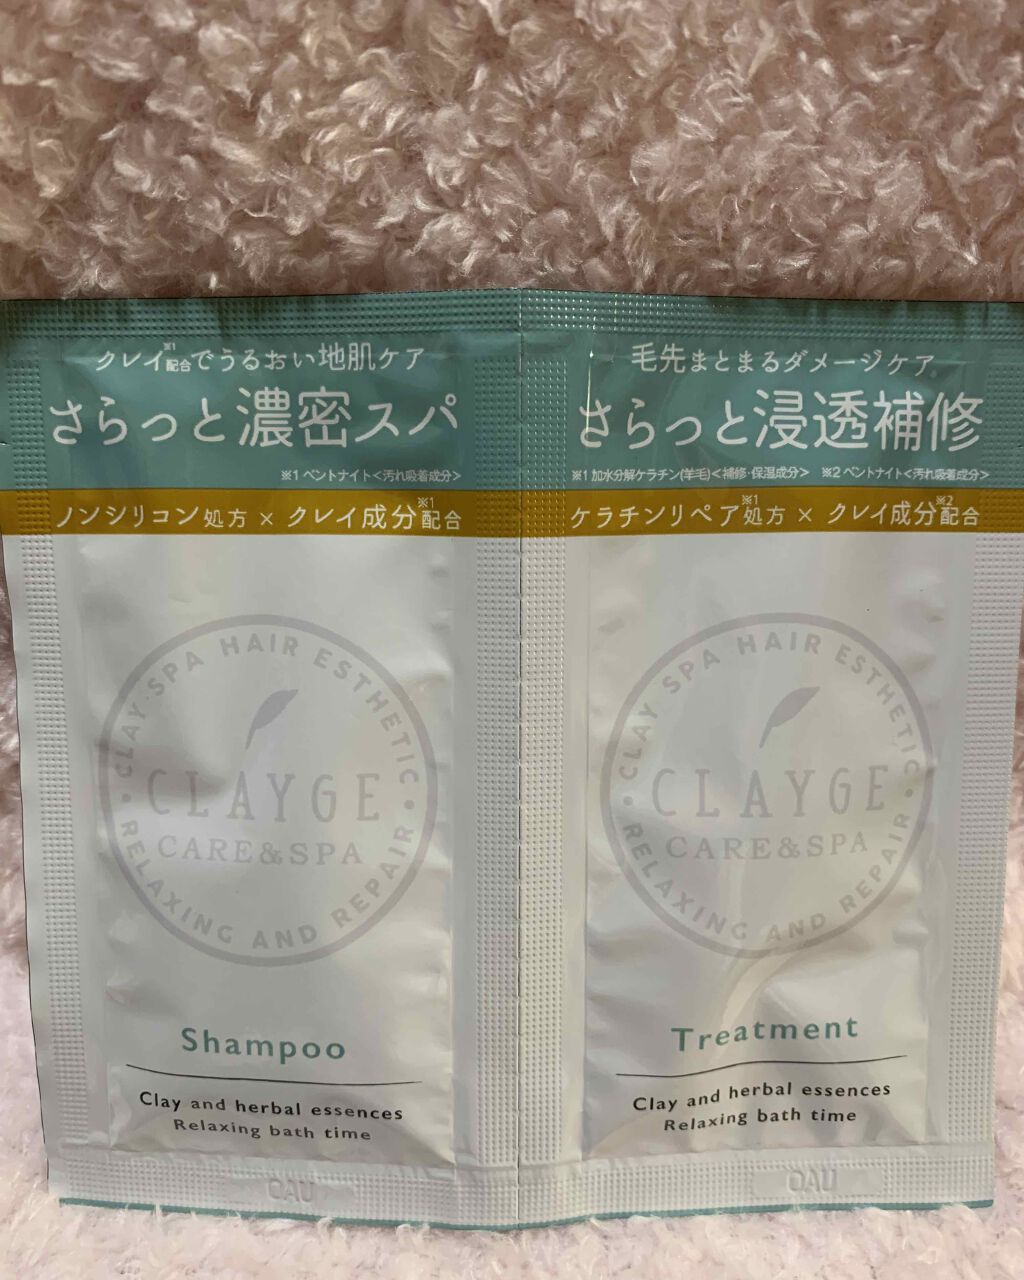 クレイ※1配合でうるおい地肌ケア
さらっと濃密スパ
※1 ベントナイト<汚れ吸着成分>
ノンシリコン処方 × クレイ成分※1配合
CLAY SPA HAIR ESTHETIC
CLAYGE
CARE&SPA
RELAXING AND REPAIR
Shampoo
Clay and herbal essences
Relaxing bath time
毛先まとまるダメージケア
さらっと浸透補修
※1 加水分解ケラチン(羊毛)<補修・保湿成分> ※2 ベントナイト<汚れ吸着成分>
ケラチンリペア※1処方 × クレイ成分※2配合
CLAY SPA HAIR ESTHETIC
CLAYGE
CARE&SPA
RELAXING AND REPAIR
Treatment
Clay and herbal essences
Relaxing bath time